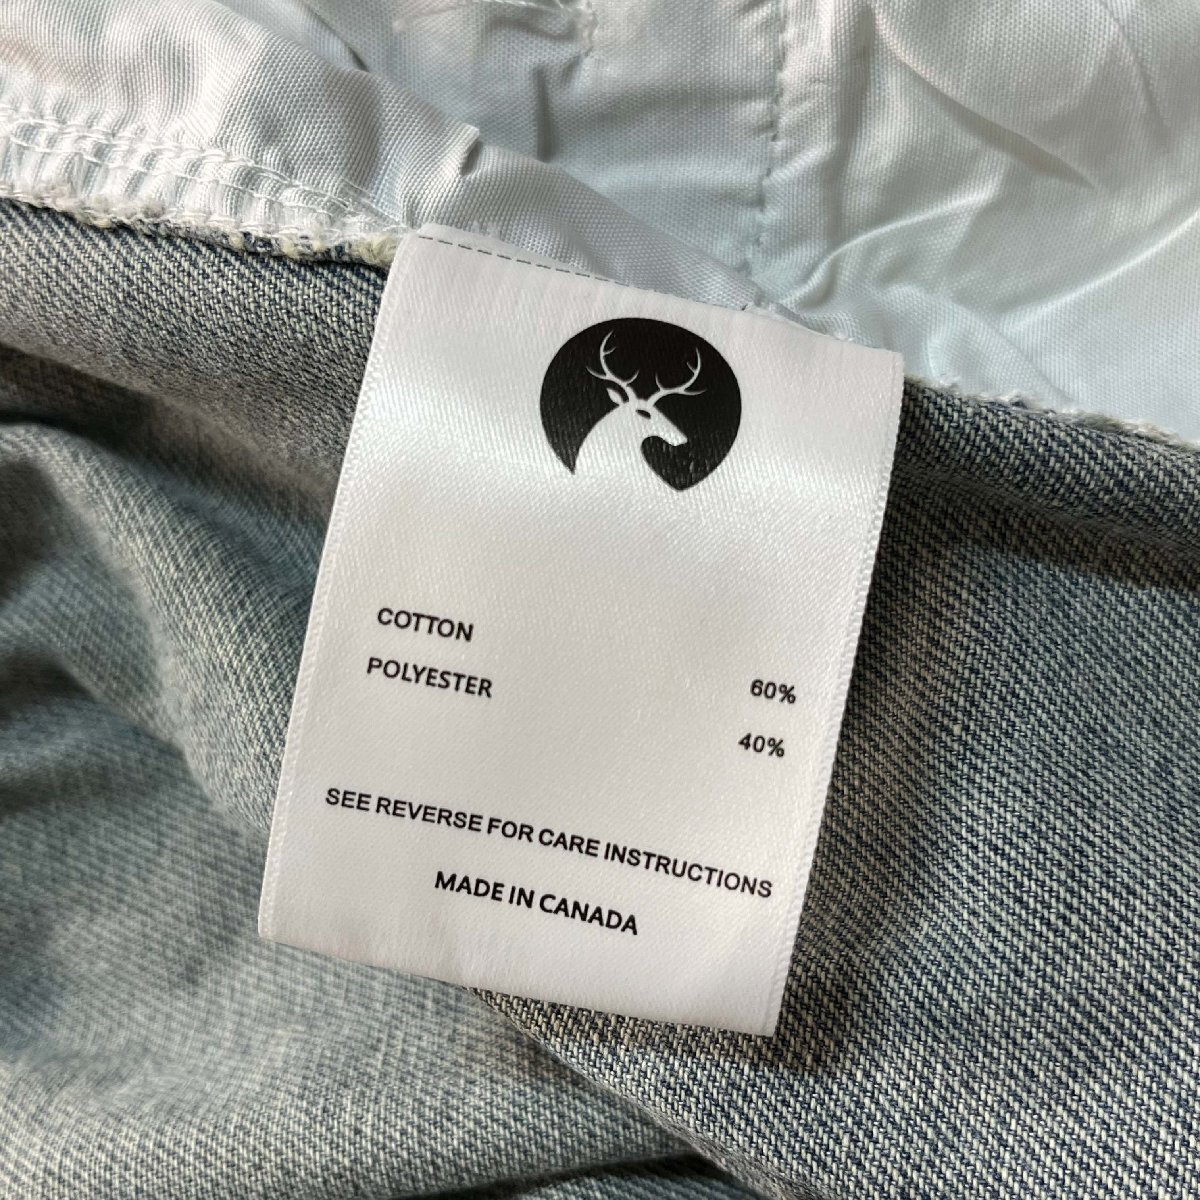 COTTON 60%
POLYESTER 40%
SEE REVERSE FOR CARE INSTRUCTIONS
MADE IN CANADA